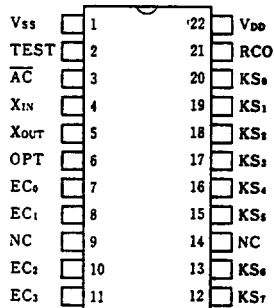 Vss 1 22 VDD
TEST 2 21 RCO
AC 3 20 KS₀
XIN 4 19 KS₁
XOUT 5 18 KS₂
OPT 6 17 KS₃
EC₀ 7 16 KS₄
EC₁ 8 15 KS₅
NC 9 14 NC
EC₂ 10 13 KS₆
EC₃ 11 12 KS₇